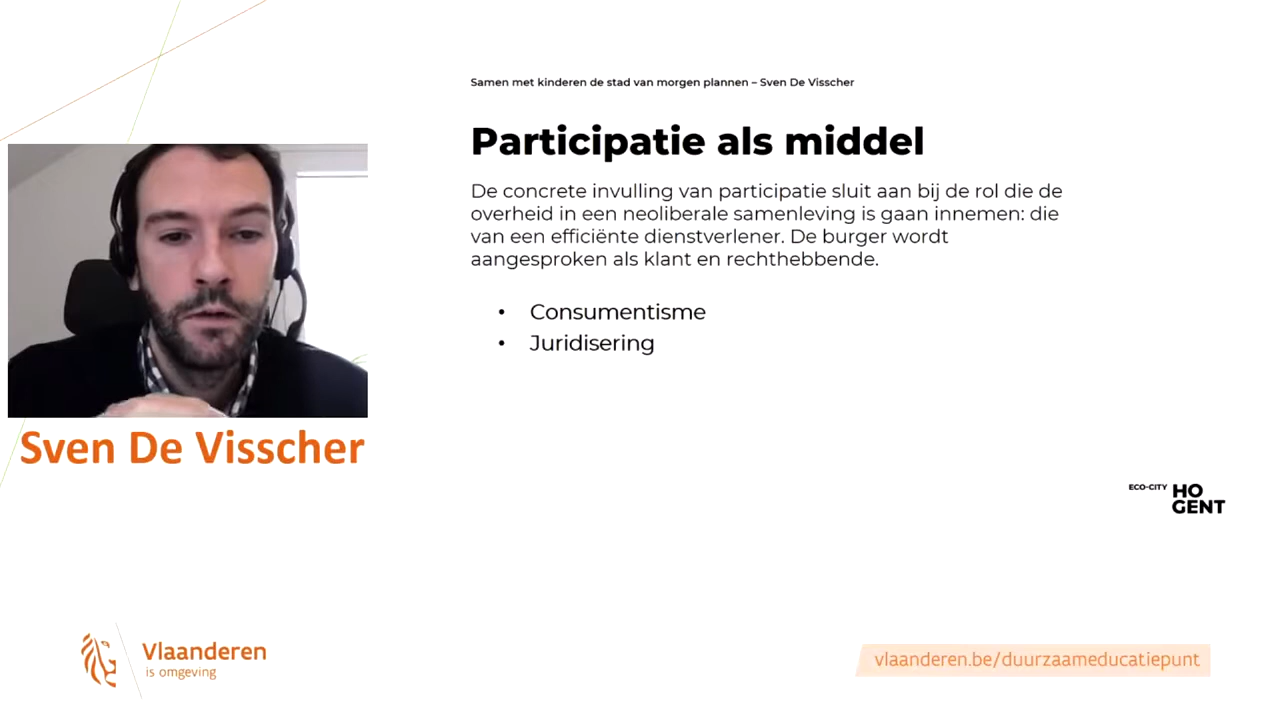 Samen met kinderen de stad van morgen plannen – Sven De Visscher
Participatie als middel
De concrete invulling van participatie sluit aan bij de rol die de
overheid in een neoliberale samenleving is gaan innemen: die
van een efficiënte dienstverlener. De burger wordt
aangesproken als klant en rechthebbende.
• Consumentisme
• Juridisering
Sven De Visscher
ECO-CITY HO
GENT
Vlaanderen
is omgeving
vlaanderen.be/duurzaameducatiepunt